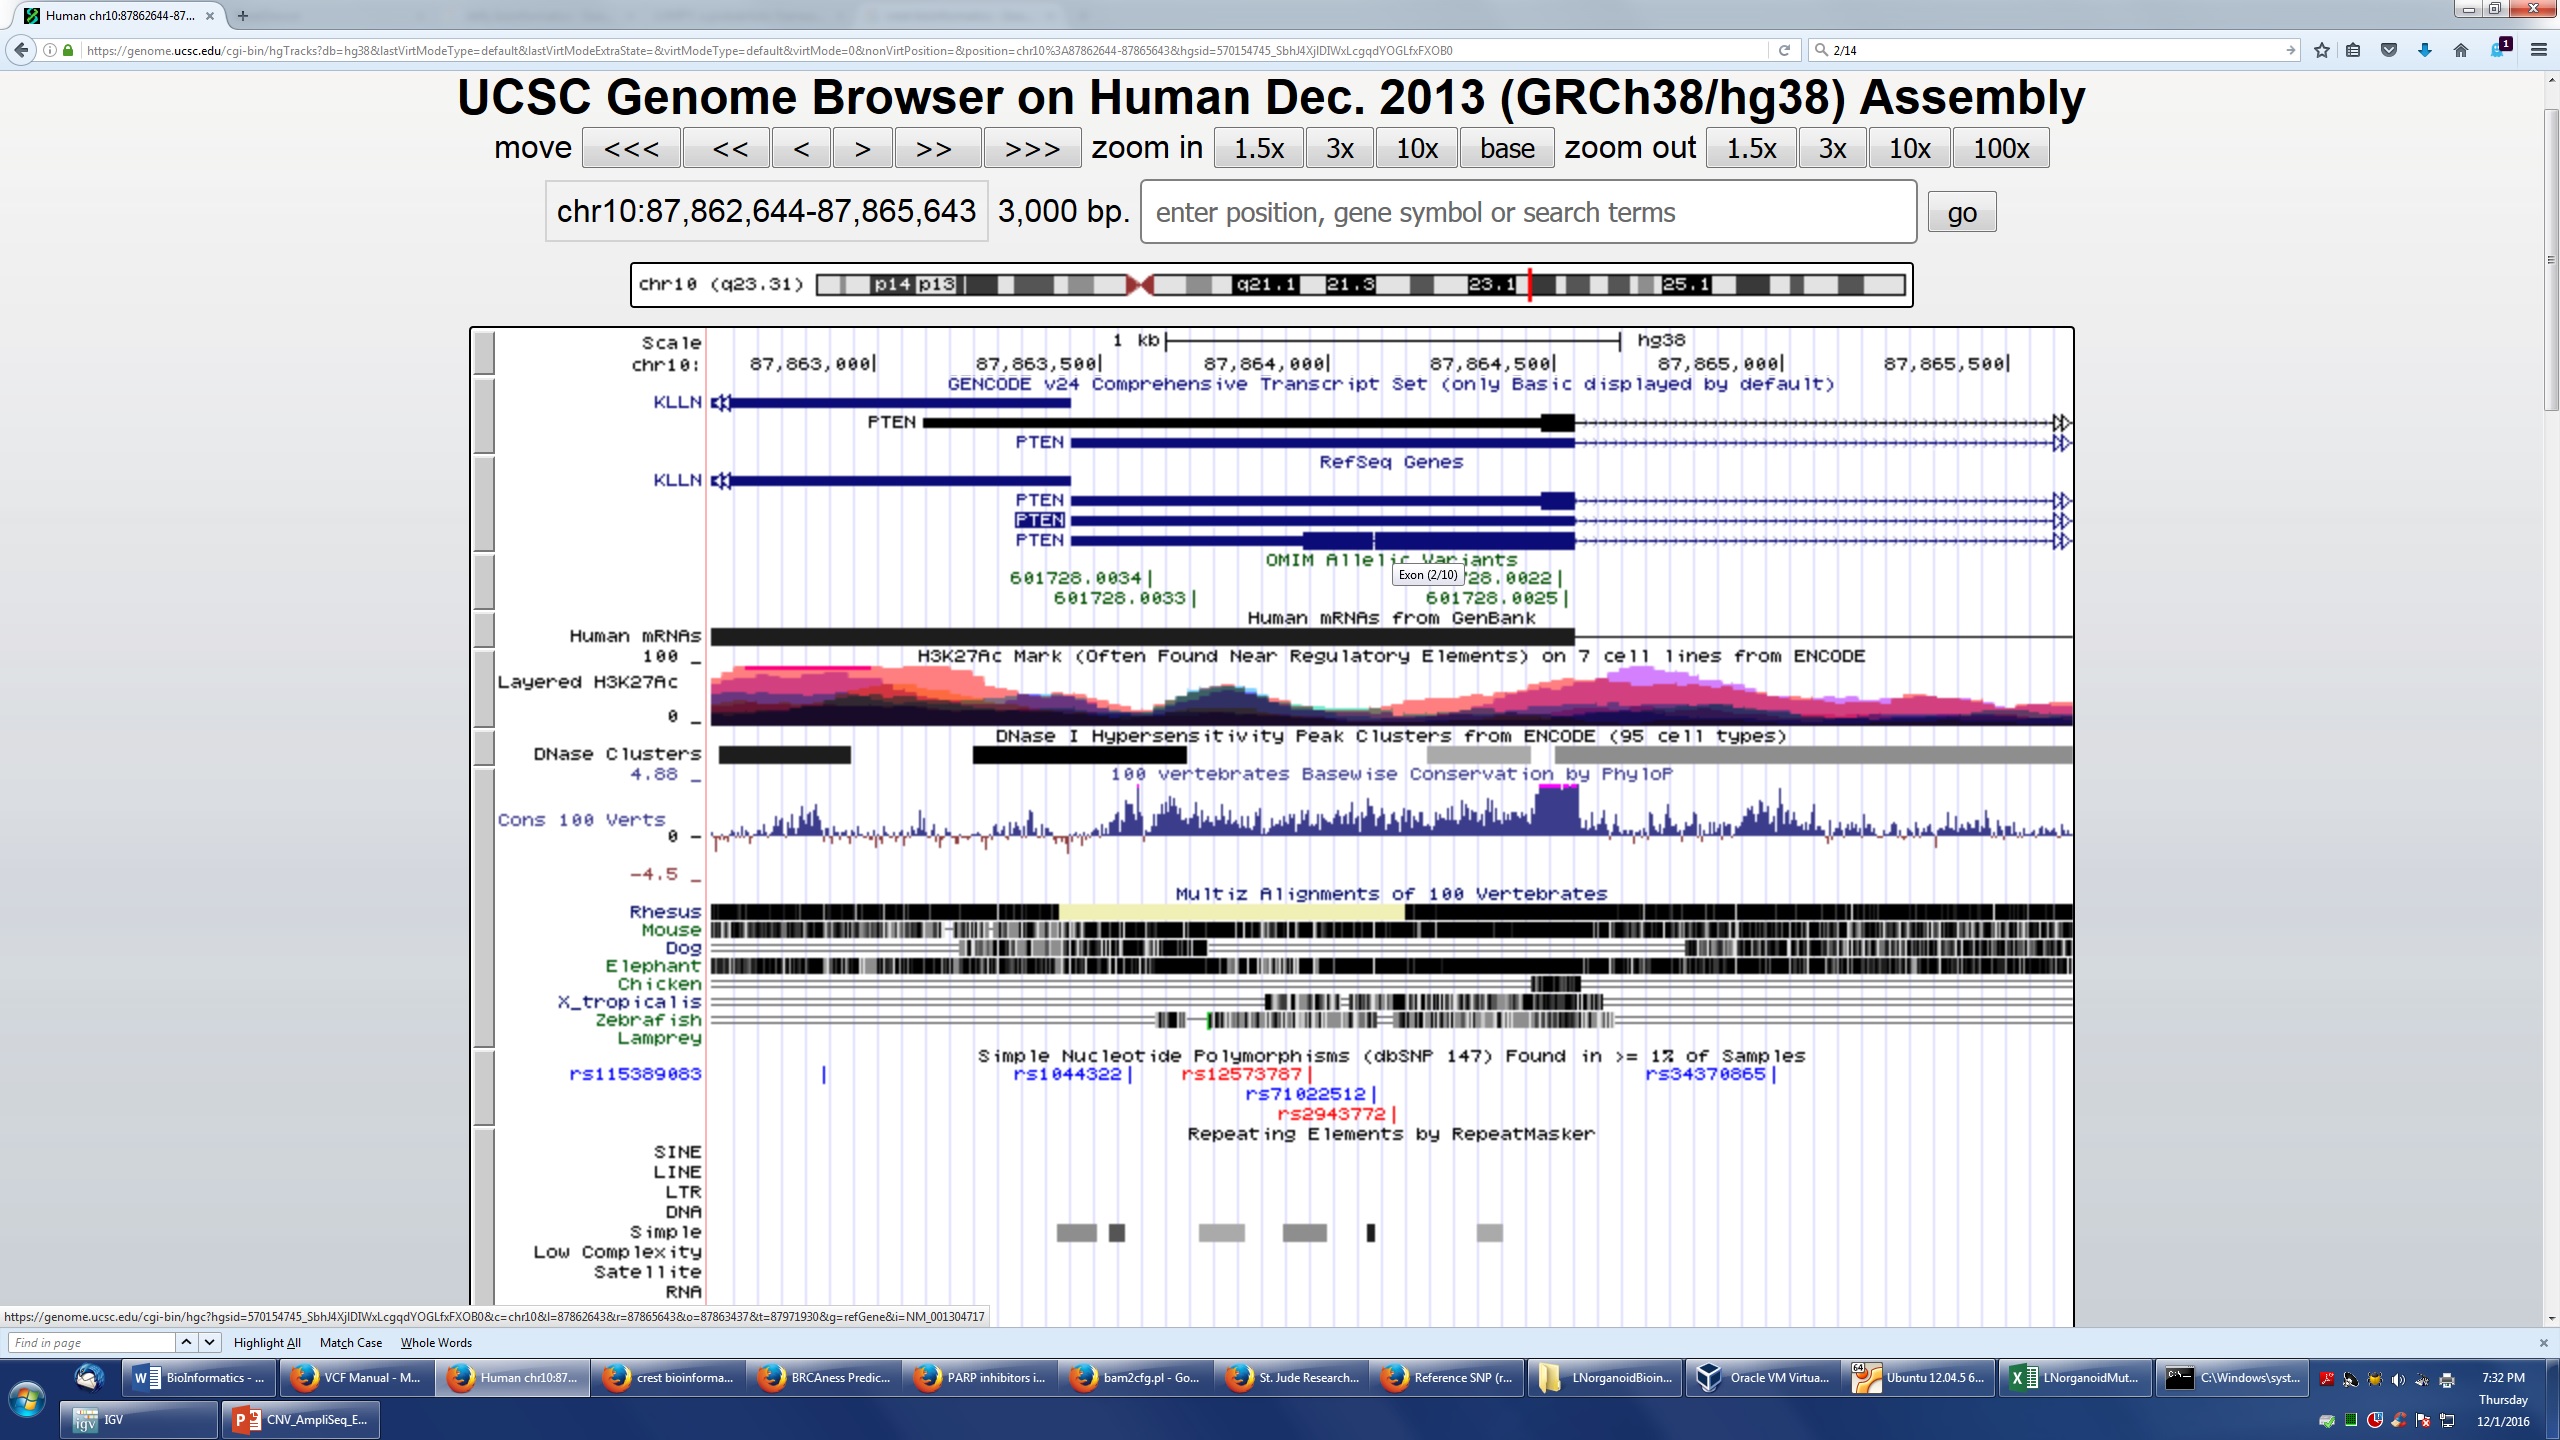 Human chr10:87862644-87...
https://genome.ucsc.edu/cgi-bin/hgTracks?db=hg38&lastVirtModeType=default&lastVirtModeExtraState=&virtModeType=default&virtMode=0&nonVirtPosition=&position=chr10%3A87862644-87865643&hgsid=570154745_SbhJ4XjIDIWxLcgqdYOGLfxFXOB0 2/14 1
UCSC Genome Browser on Human Dec. 2013 (GRCh38/hg38) Assembly
move <<< << < > >> >>> zoom in 1.5x 3x 10x base zoom out 1.5x 3x 10x 100x
chr10:87,862,644-87,865,643 3,000 bp. enter position, gene symbol or search terms go
chr10 (q23.31) p14 p13 q21.1 21.3 23.1 25.1
Scale 1 kb hg38
chr10: 87,863,000| 87,863,500| 87,864,000| 87,864,500| 87,865,000| 87,865,500|
GENCODE v24 Comprehensive Transcript Set (only Basic displayed by default)
KLLN
PTEN
PTEN
RefSeq Genes
KLLN
PTEN
PTEN
PTEN
OMIM Allelic Variants
Exon (2/10)
601728.0034 28.0022
601728.0033 601728.0025
Human mRNAs from GenBank
Human mRNAs
100 _ H3K27Ac Mark (Often Found Near Regulatory Elements) on 7 cell lines from ENCODE
Layered H3K27Ac
0 _
DNase I Hypersensitivity Peak Clusters from ENCODE (95 cell types)
DNase Clusters
4.88 _ 100 vertebrates Basewise Conservation by PhyloP
Cons 100 Verts
0 -
-4.5 _
Multiz Alignments of 100 Vertebrates
Rhesus
Mouse
Dog
Elephant
Chicken
X_tropicalis
Zebrafish
Lamprey
Simple Nucleotide Polymorphisms (dbSNP 147) Found in >= 1% of Samples
rs115389083 rs1044322 rs12573787 rs34370865
rs71022512
rs2943772
Repeating Elements by RepeatMasker
SINE
LINE
LTR
DNA
Simple
Low Complexity
Satellite
RNA
https://genome.ucsc.edu/cgi-bin/hgc?hgsid=570154745_SbhJ4XjIDIWxLcgqdYOGLfxFXOB0&c=chr10&l=87862643&r=87865643&o=87863437&t=87971930&g=refGene&i=NM_001304717
Find in page Highlight All Match Case Whole Words
BioInformatics - ... VCF Manual - M... Human chr10:87... crest bioinforma... BRCAness Predic... PARP inhibitors i... bam2cfg.pl - Go... St. Jude Research... Reference SNP (r... LNorganoidBioin... Oracle VM Virtua... 64 Ubuntu 12.04.5 6... LNorganoidMut... C:\Windows\syst... 7:32 PM
Thursday
igv IGV CNV_AmpliSeq_E... 12/1/2016